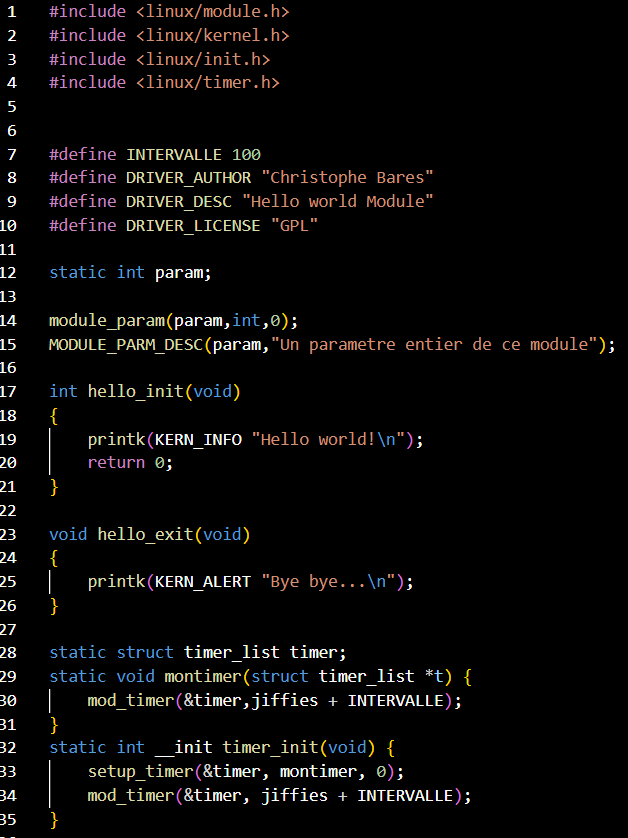 1 #include <linux/module.h>
2 #include <linux/kernel.h>
3 #include <linux/init.h>
4 #include <linux/timer.h>
5
6
7 #define INTERVALLE 100
8 #define DRIVER_AUTHOR "Christophe Bares"
9 #define DRIVER_DESC "Hello world Module"
10 #define DRIVER_LICENSE "GPL"
11
12 static int param;
13
14 module_param(param,int,0);
15 MODULE_PARM_DESC(param,"Un parametre entier de ce module");
16
17 int hello_init(void)
18 {
19     printk(KERN_INFO "Hello world!\n");
20     return 0;
21 }
22
23 void hello_exit(void)
24 {
25     printk(KERN_ALERT "Bye bye...\n");
26 }
27
28 static struct timer_list timer;
29 static void montimer(struct timer_list *t) {
30     mod_timer(&timer,jiffies + INTERVALLE);
31 }
32 static int __init timer_init(void) {
33     setup_timer(&timer, montimer, 0);
34     mod_timer(&timer, jiffies + INTERVALLE);
35 }